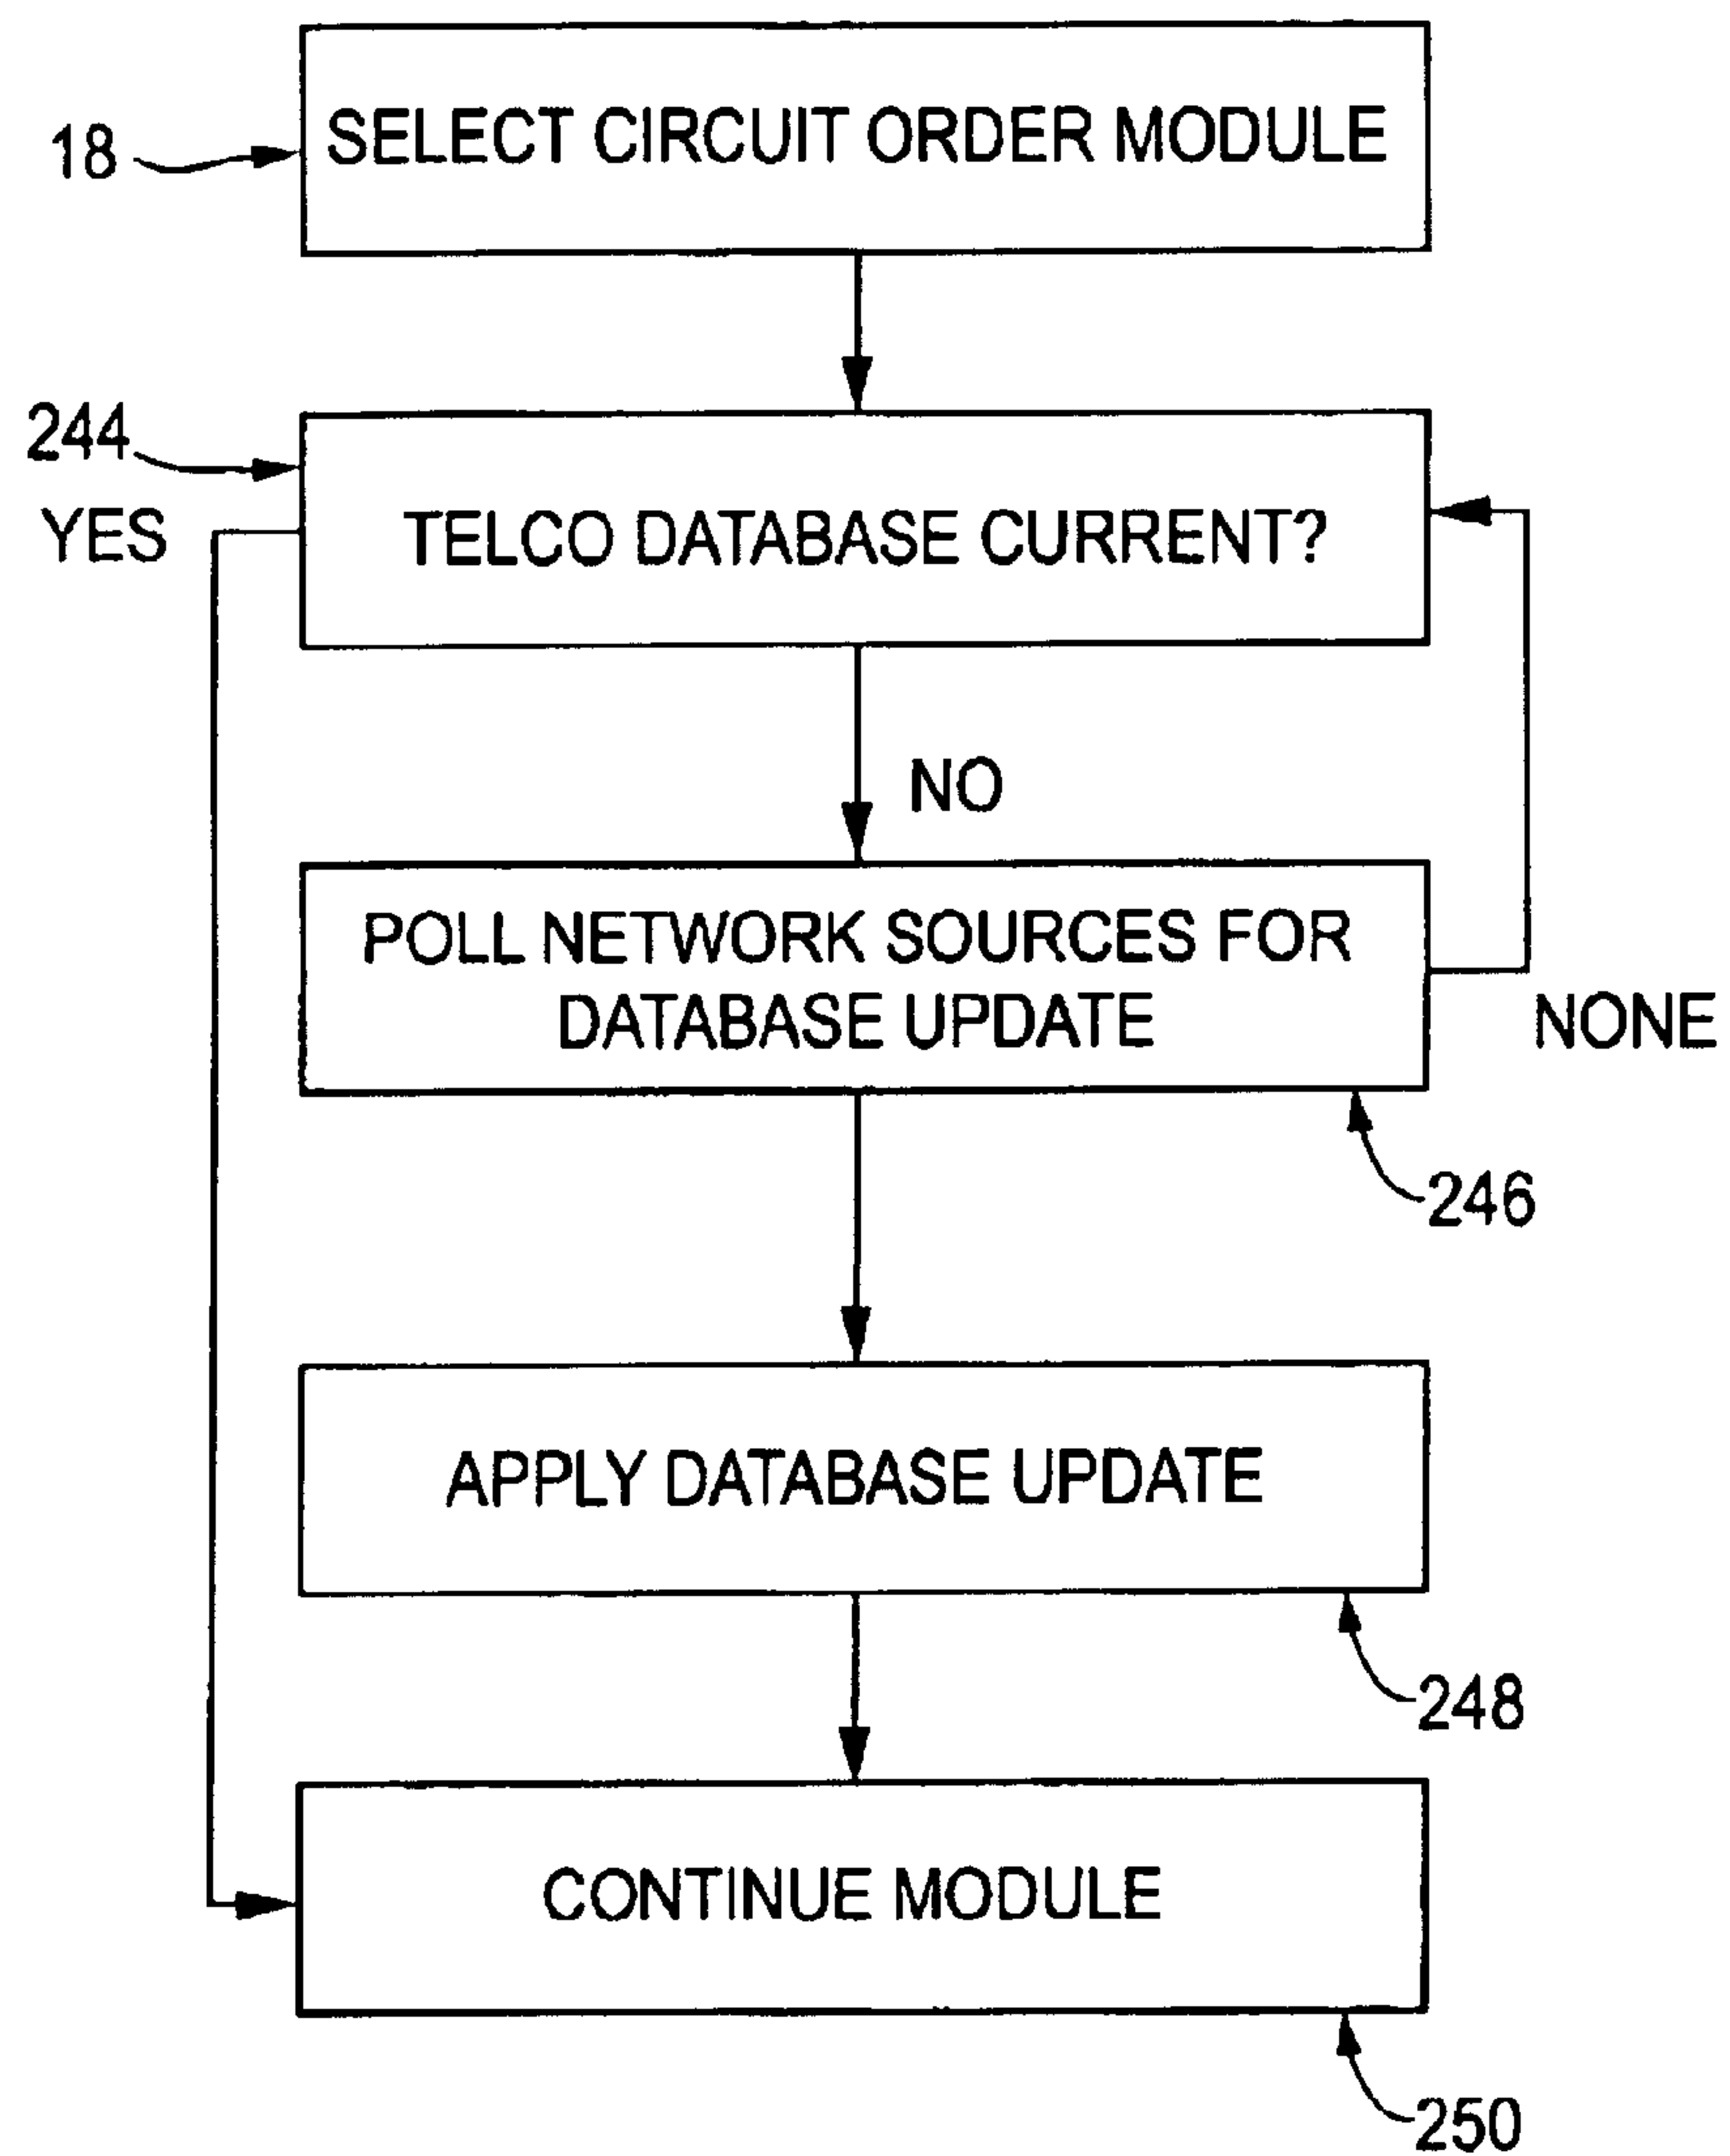 18
SELECT CIRCUIT ORDER MODULE
244
YES
TELCO DATABASE CURRENT?
NO
POLL NETWORK SOURCES FOR
DATABASE UPDATE
NONE
246
APPLY DATABASE UPDATE
248
CONTINUE MODULE
250